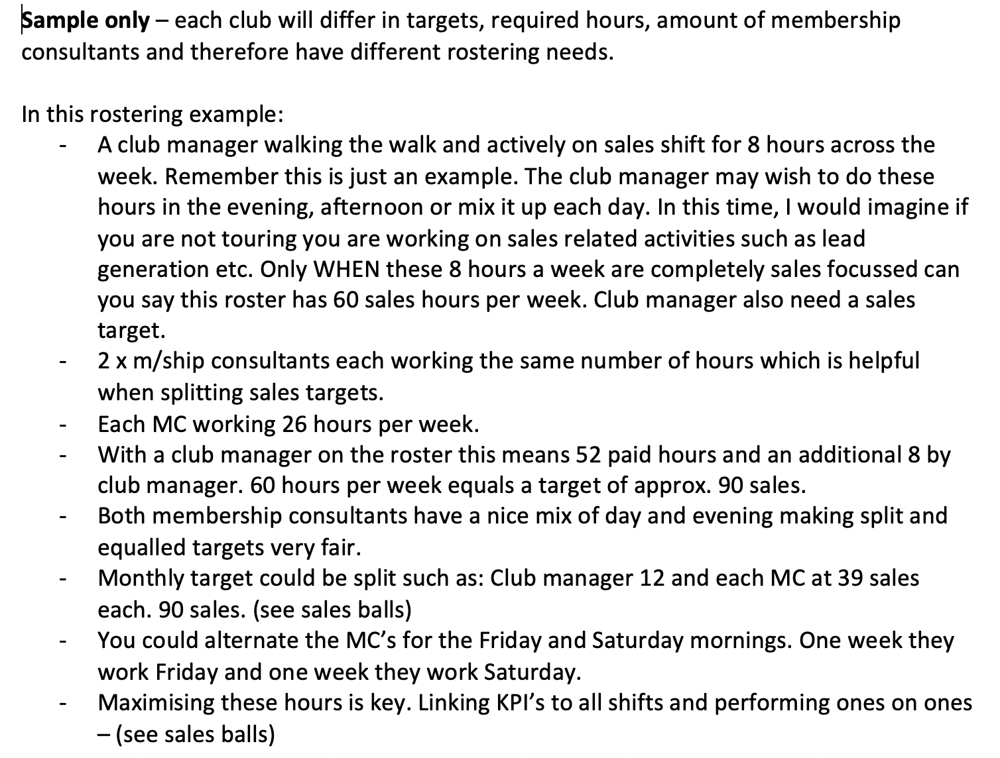 Sample only – each club will differ in targets, required hours, amount of membership
consultants and therefore have different rostering needs.
In this rostering example:
- A club manager walking the walk and actively on sales shift for 8 hours across the
week. Remember this is just an example. The club manager may wish to do these
hours in the evening, afternoon or mix it up each day. In this time, I would imagine if
you are not touring you are working on sales related activities such as lead
generation etc. Only WHEN these 8 hours a week are completely sales focussed can
you say this roster has 60 sales hours per week. Club manager also need a sales
target.
- 2 x m/ship consultants each working the same number of hours which is helpful
when splitting sales targets.
- Each MC working 26 hours per week.
- With a club manager on the roster this means 52 paid hours and an additional 8 by
club manager. 60 hours per week equals a target of approx. 90 sales.
- Both membership consultants have a nice mix of day and evening making split and
equalled targets very fair.
- Monthly target could be split such as: Club manager 12 and each MC at 39 sales
each. 90 sales. (see sales balls)
- You could alternate the MC’s for the Friday and Saturday mornings. One week they
work Friday and one week they work Saturday.
- Maximising these hours is key. Linking KPI’s to all shifts and performing ones on ones
– (see sales balls)